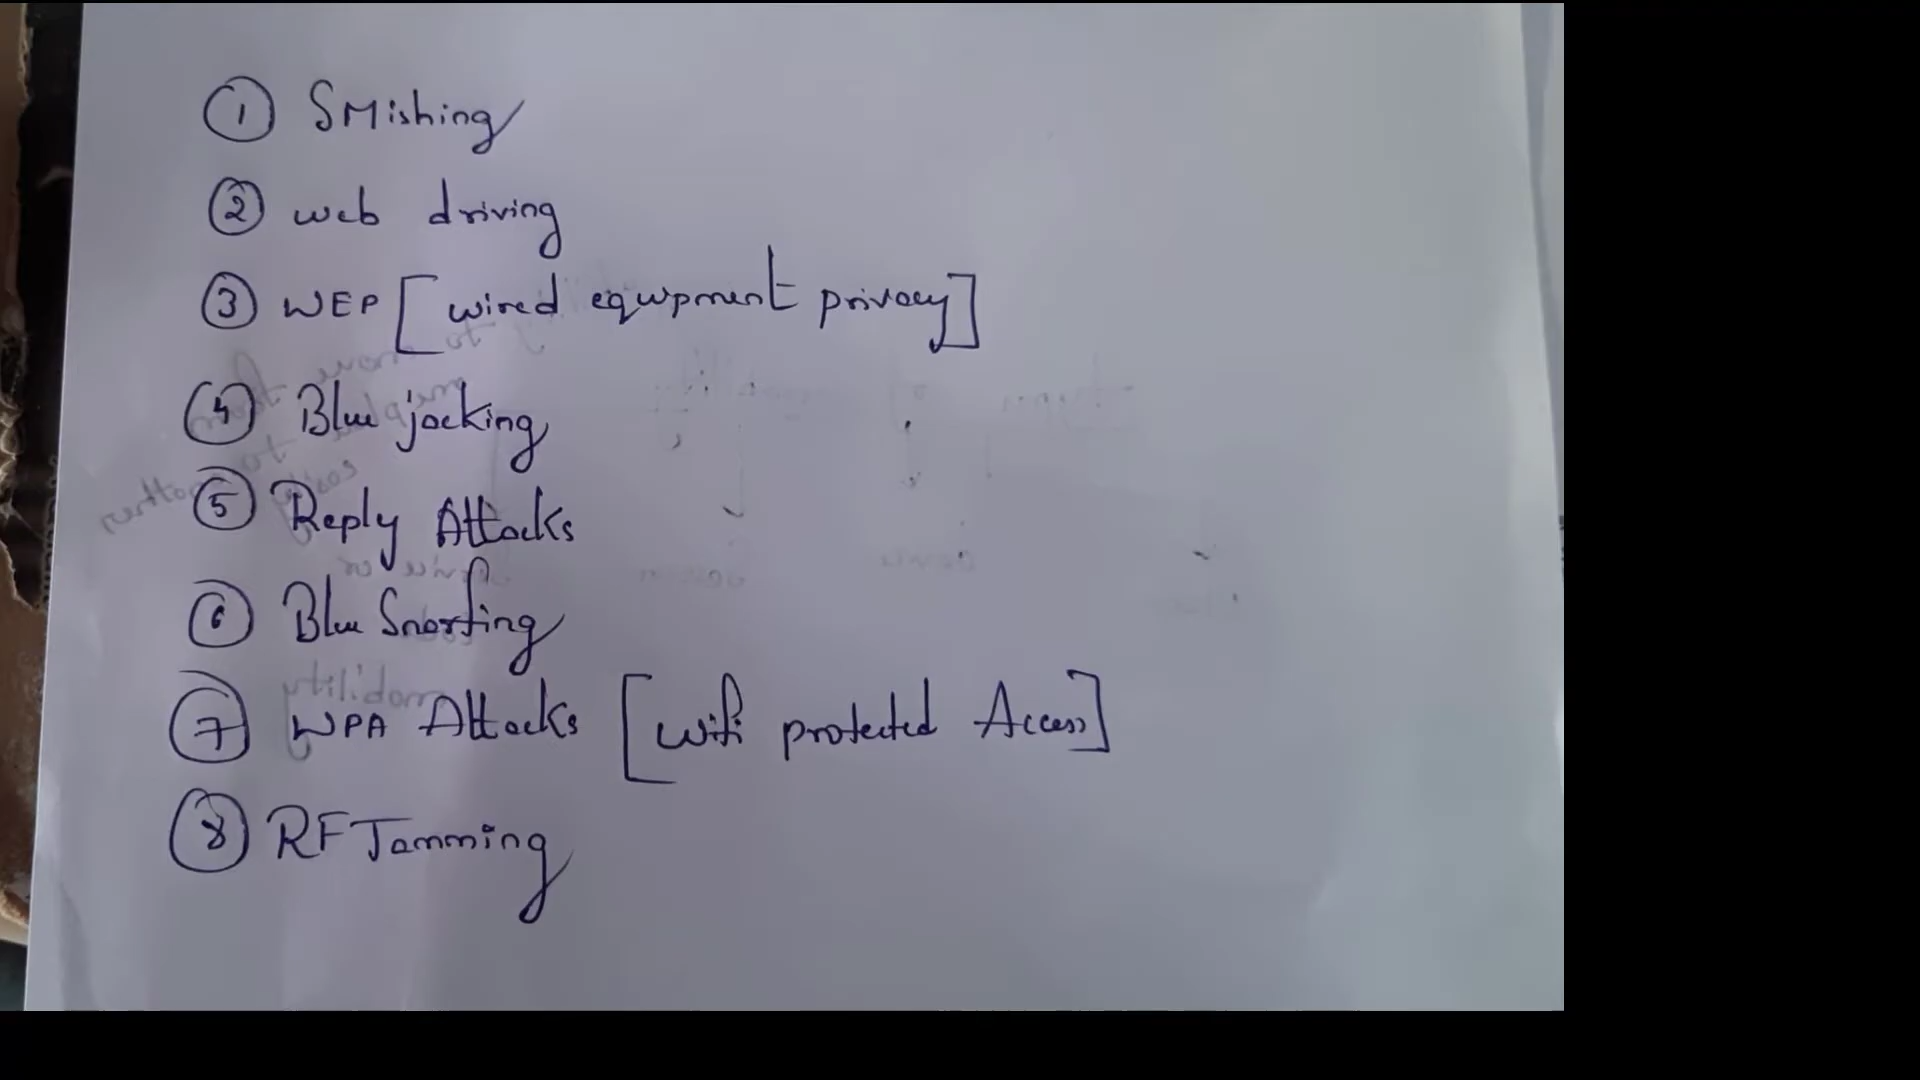 ① SMishing
② web driving
③ WEP [wired equipment privacy]
④ Blue jacking
⑤ Reply Attacks
⑥ Blue Snarfing
⑦ WPA Attacks [wifi protected Access]
⑧ RF Jamming